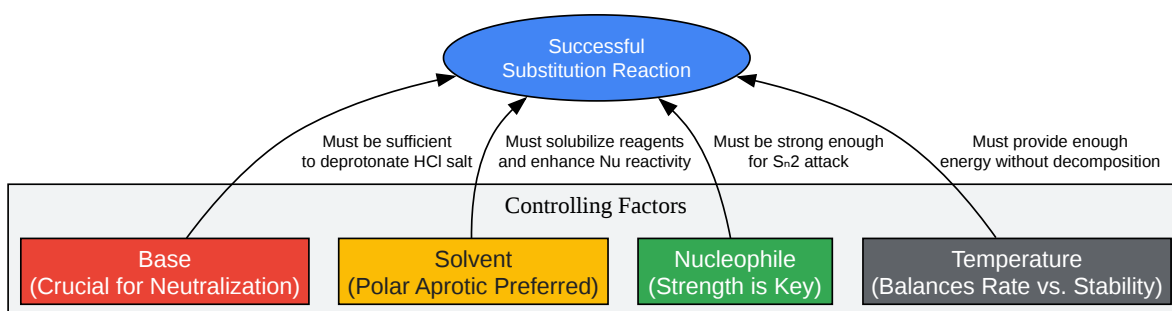 Successful
Substitution Reaction
Must be sufficient
to deprotonate HCl salt
Must solubilize reagents
and enhance Nu reactivity
Must be strong enough
for Sₙ2 attack
Must provide enough
energy without decomposition
Controlling Factors
Base
(Crucial for Neutralization)
Solvent
(Polar Aprotic Preferred)
Nucleophile
(Strength is Key)
Temperature
(Balances Rate vs. Stability)